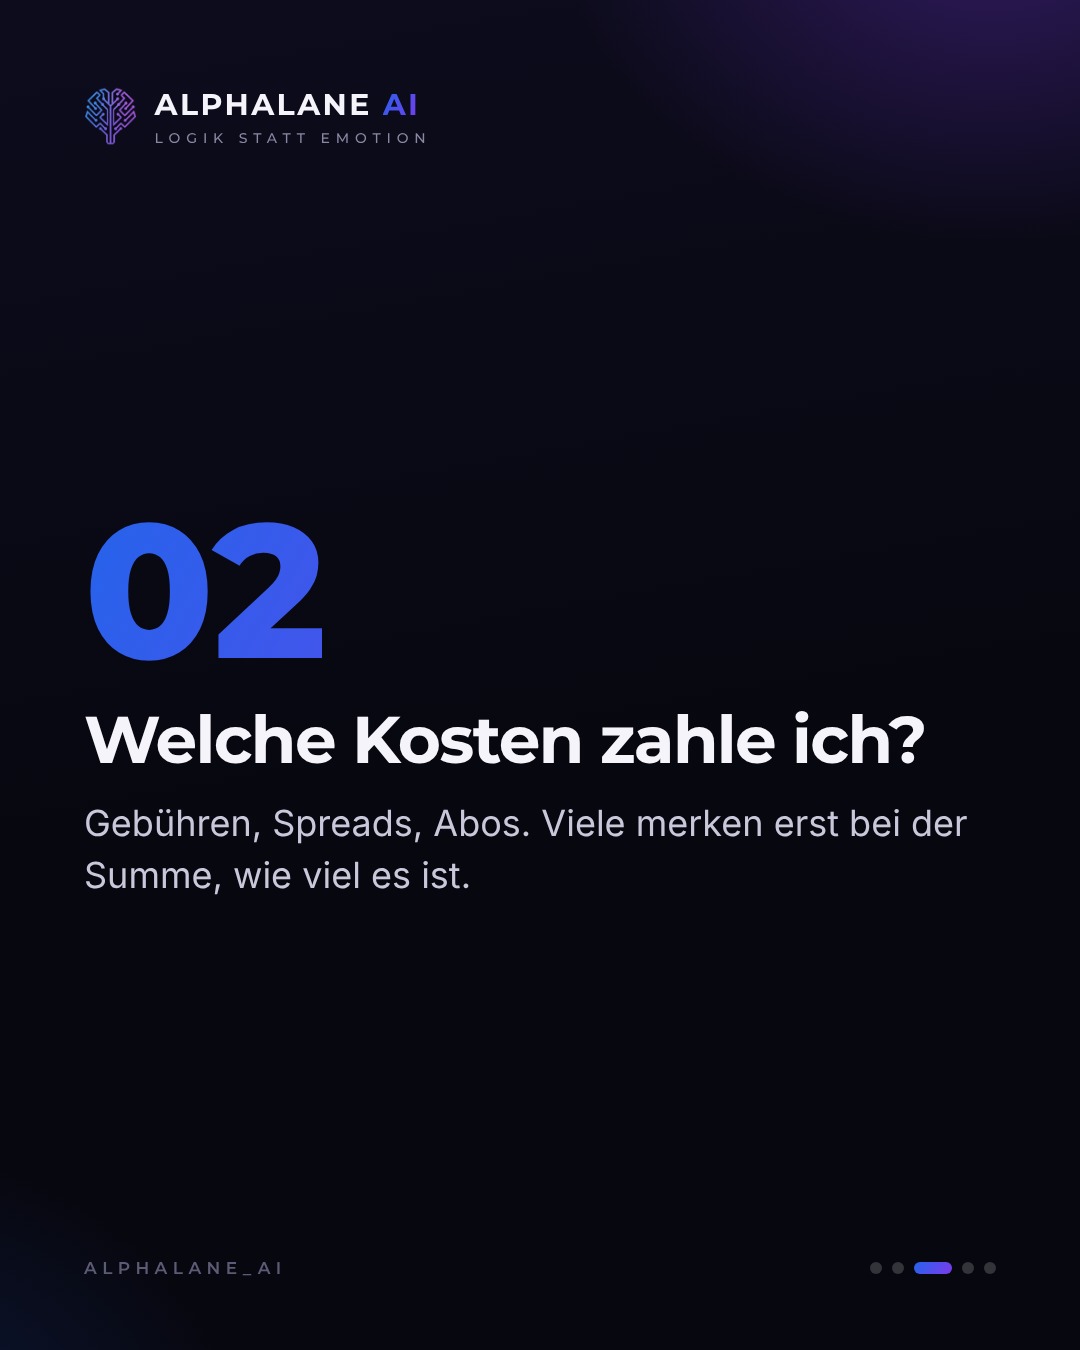 ALPHALANE AI
LOGIK STATT EMOTION
02
Welche Kosten zahle ich?
Gebühren, Spreads, Abos. Viele merken erst bei der
Summe, wie viel es ist.
ALPHALANE_AI